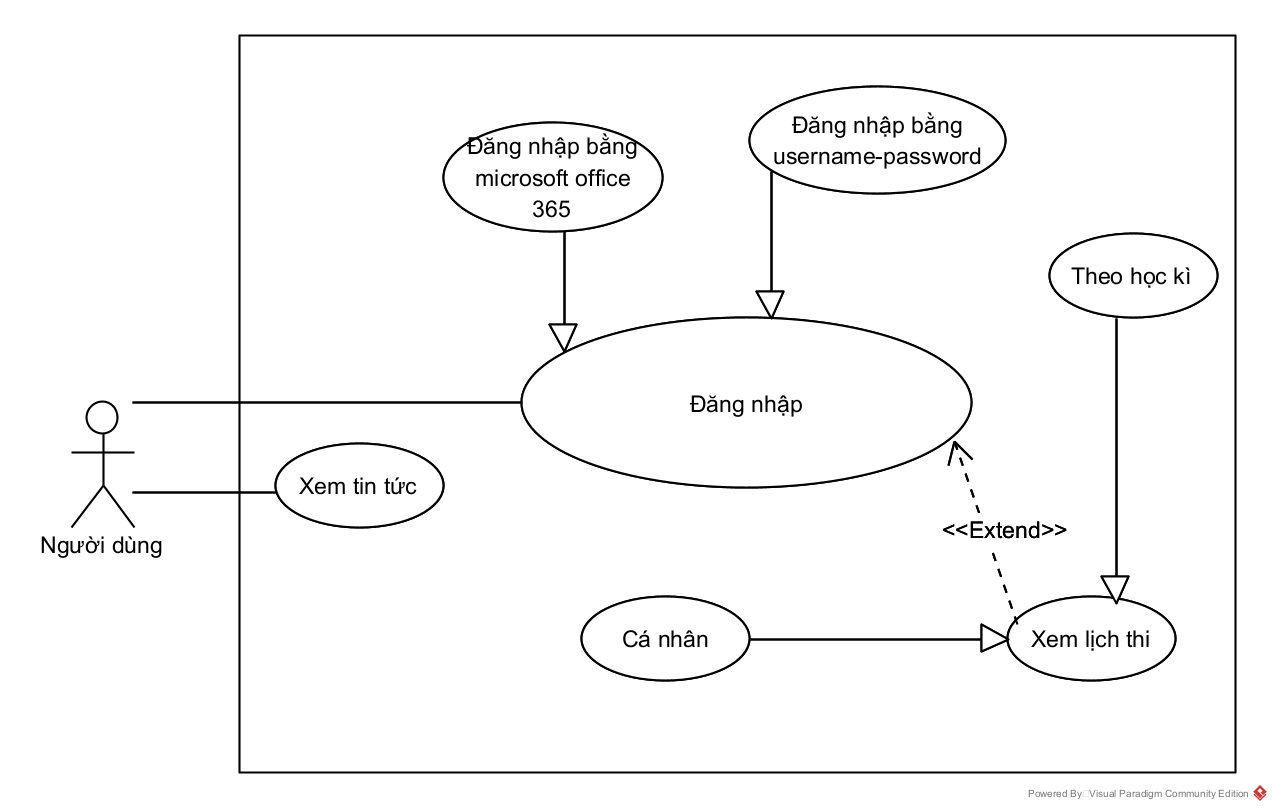 Đăng nhập bằng
username-password
Đăng nhập bằng
microsoft office
365
Theo học kì
Đăng nhập
Xem tin tức
Người dùng
<<Extend>>
Cá nhân
Xem lịch thi
Powered By Visual Paradigm Community Edition